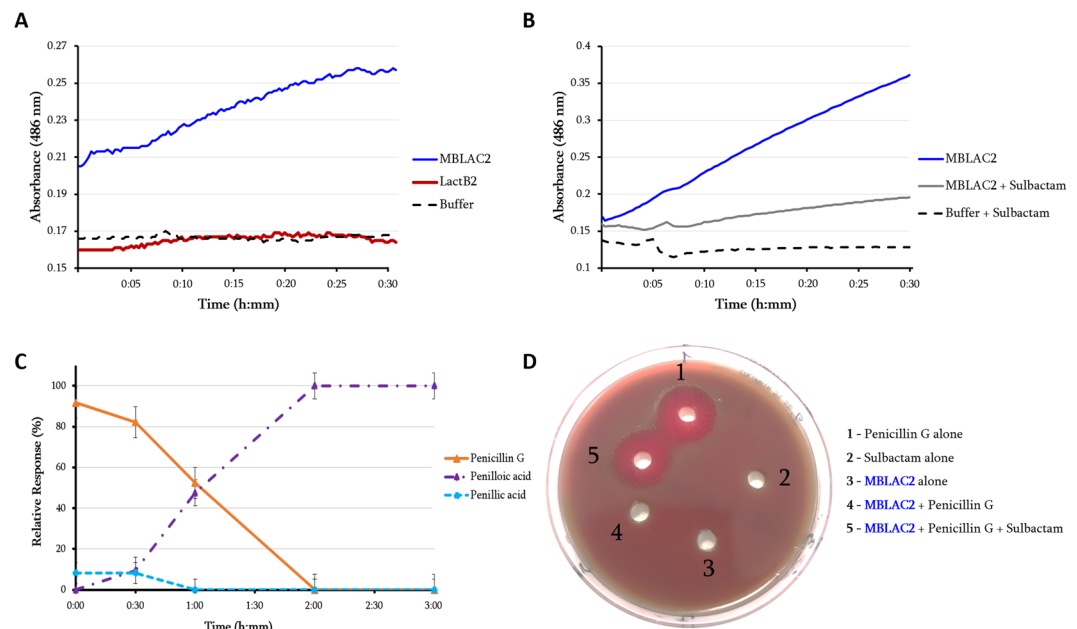 A
0.27
0.25
0.23
0.21
0.19
0.17
0.15
Absorbance (486 nm)
0:05
0:10
0:15
0:20
0:25
0:30
Time (h:mm)
MBLAC2
LactB2
Buffer
B
0.4
0.35
0.3
0.25
0.2
0.15
0.1
Absorbance (486 nm)
0:05
0:10
0:15
0:20
0:25
0:30
Time (h:mm)
MBLAC2
MBLAC2 + Sulbactam
Buffer + Sulbactam
C
100
80
60
40
20
0
Relative Response (%)
0:00
0:30
1:00
1:30
2:00
2:30
3:00
Time (h:mm)
Penicillin G
Penilloic acid
Penillic acid
D
1
2
3
4
5
1 - Penicillin G alone
2 - Sulbactam alone
3 - MBLAC2 alone
4 - MBLAC2 + Penicillin G
5 - MBLAC2 + Penicillin G + Sulbactam